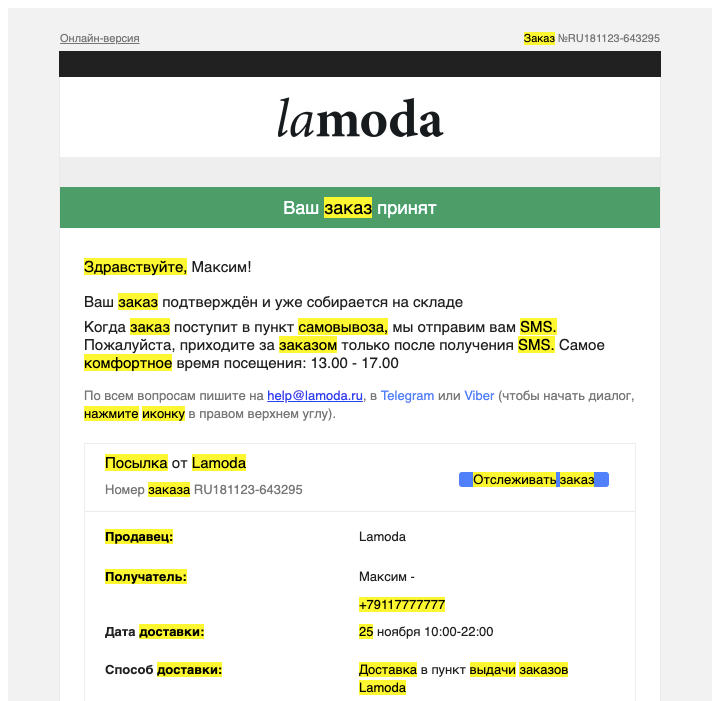 Онлайн-версия
Заказ №RU181123-643295
lamoda
Ваш заказ принят
Здравствуйте, Максим!
Ваш заказ подтверждён и уже собирается на складе
Когда заказ поступит в пункт самовывоза, мы отправим вам SMS.
Пожалуйста, приходите за заказом только после получения SMS. Самое
комфортное время посещения: 13.00 - 17.00
По всем вопросам пишите на help@lamoda.ru, в Telegram или Viber (чтобы начать диалог,
нажмите иконку в правом верхнем углу).
Посылка от Lamoda
Номер заказа RU181123-643295
Отслеживать заказ
Продавец: Lamoda
Получатель: Максим -
+79117777777
Дата доставки: 25 ноября 10:00-22:00
Способ доставки: Доставка в пункт выдачи заказов
Lamoda